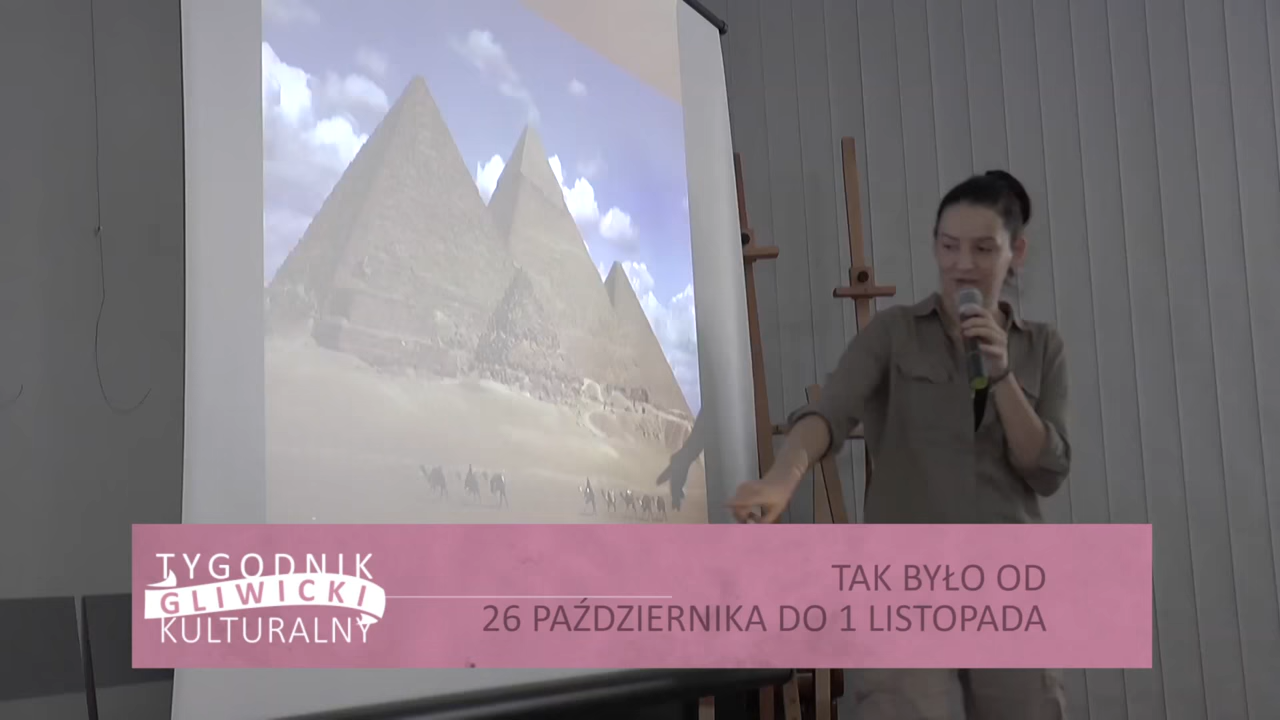 TYGODNIK
GLIWICKI
KULTURALNY
TAK BYŁO OD
26 PAŹDZIERNIKA DO 1 LISTOPADA